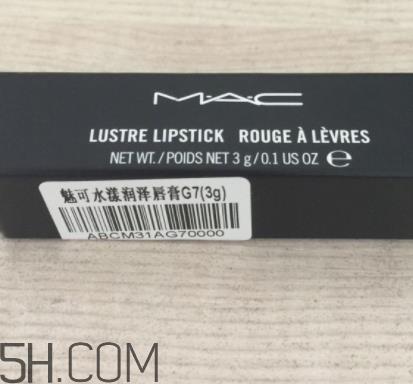 M·A·C
LUSTRE LIPSTICK ROUGE À LÈVRES
NET WT./POIDS NET 3 g/0.1 US OZ ℮
魅可水漾润泽唇膏G7(3g)
ABCM31AG70000
5H.COM